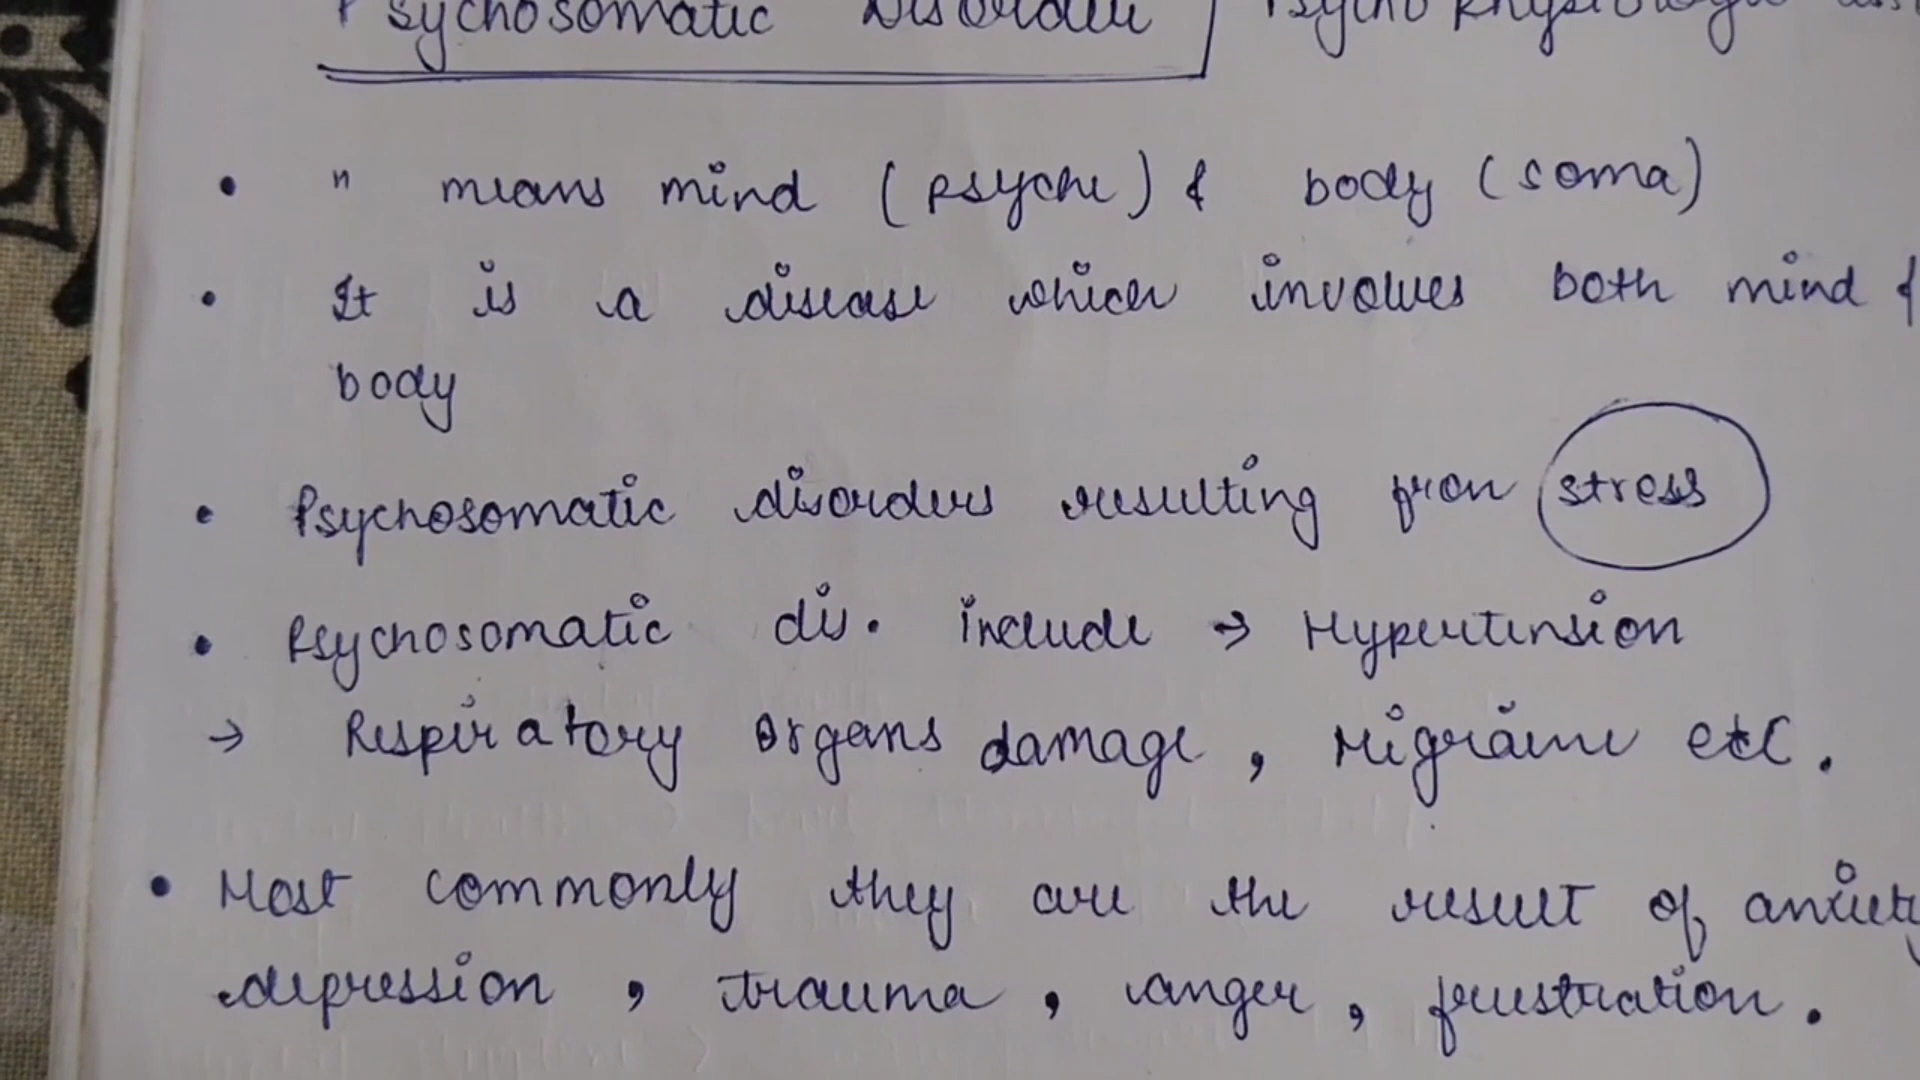 Psychosomatic Disorder Psychophysiologic
• " means mind (psyche) & body (soma)
• It is a disease which involves both mind &
body
• Psychosomatic disorders resulting from stress
• Psychosomatic dis. include → Hypertension
→ Respiratory organs damage, Migraine etc.
• Most commonly they are the result of anxiety
depression, trauma, anger, frustration.